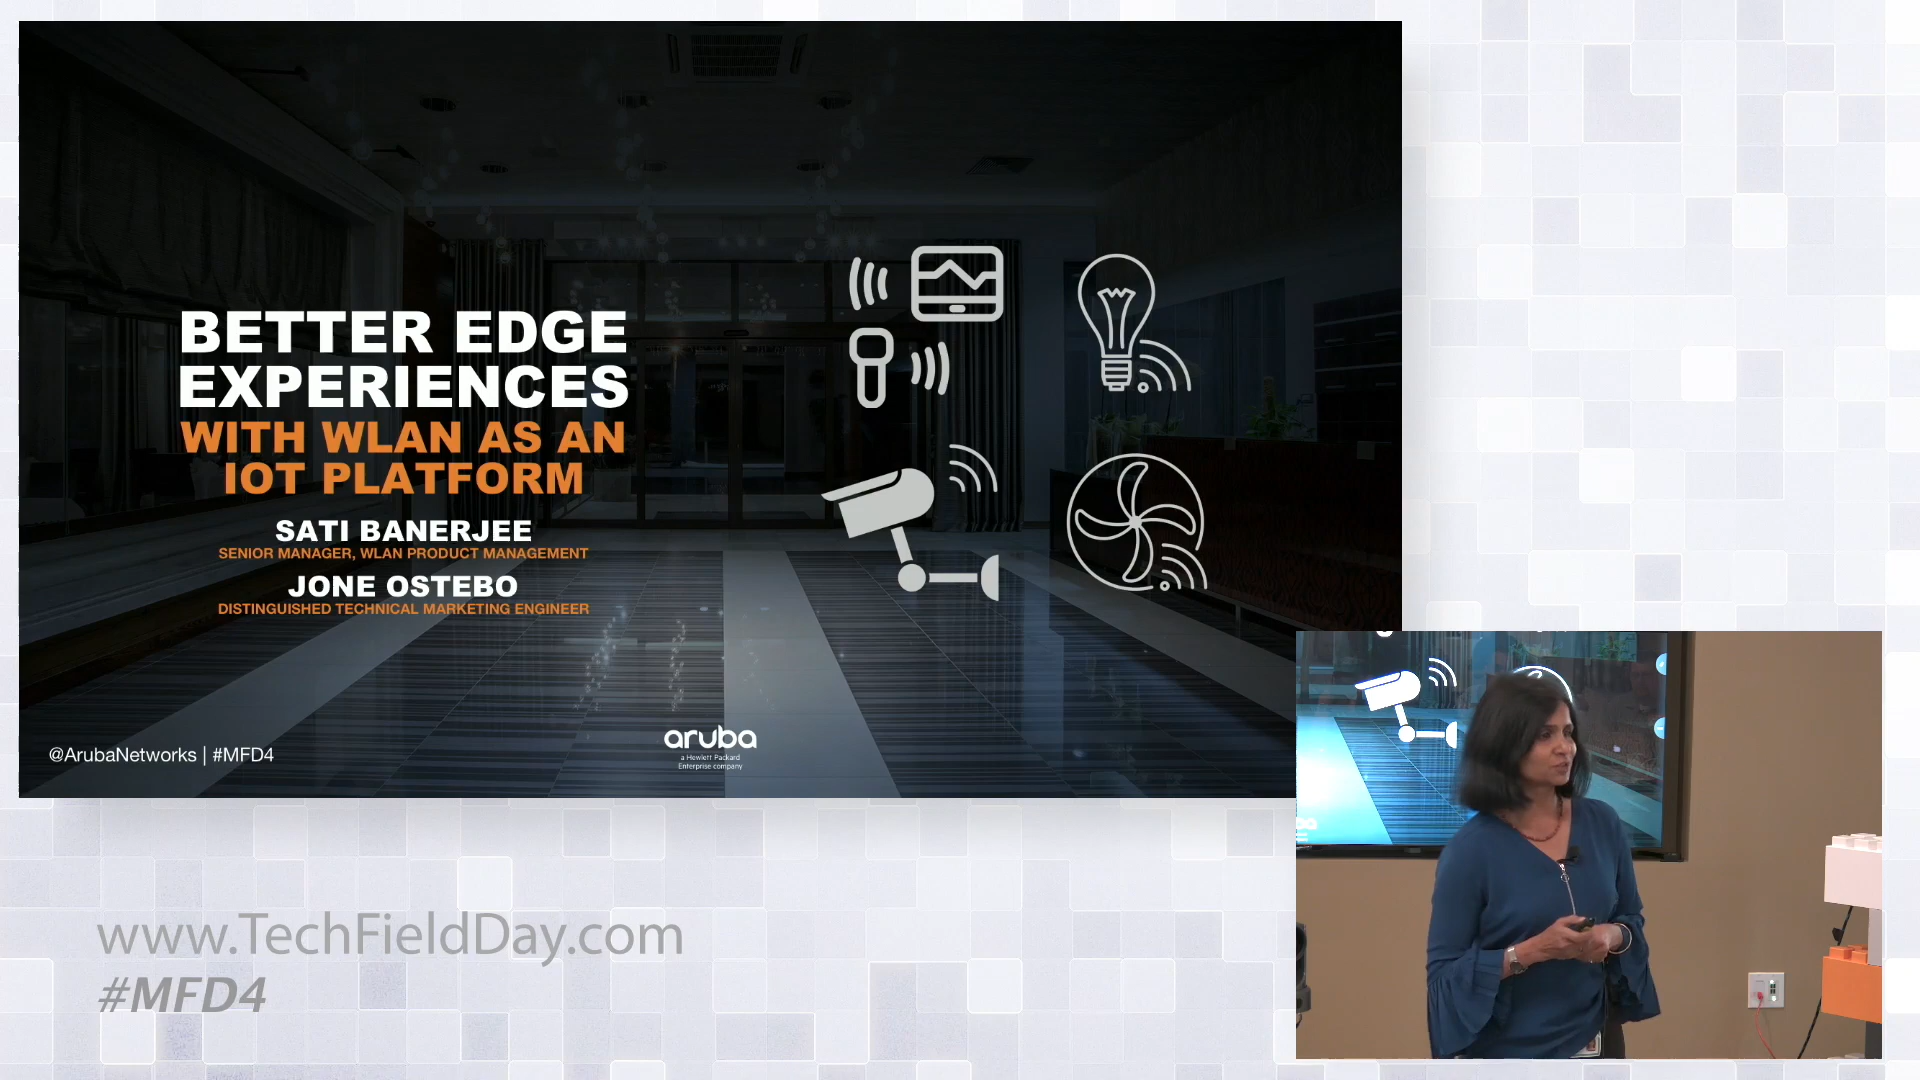 BETTER EDGE
EXPERIENCES
WITH WLAN AS AN
IOT PLATFORM
SATI BANERJEE
SENIOR MANAGER, WLAN PRODUCT MANAGEMENT
JONE OSTEBO
DISTINGUISHED TECHNICAL MARKETING ENGINEER
@ArubaNetworks | #MFD4
aruba
a Hewlett Packard
Enterprise company
www.TechFieldDay.com
#MFD4